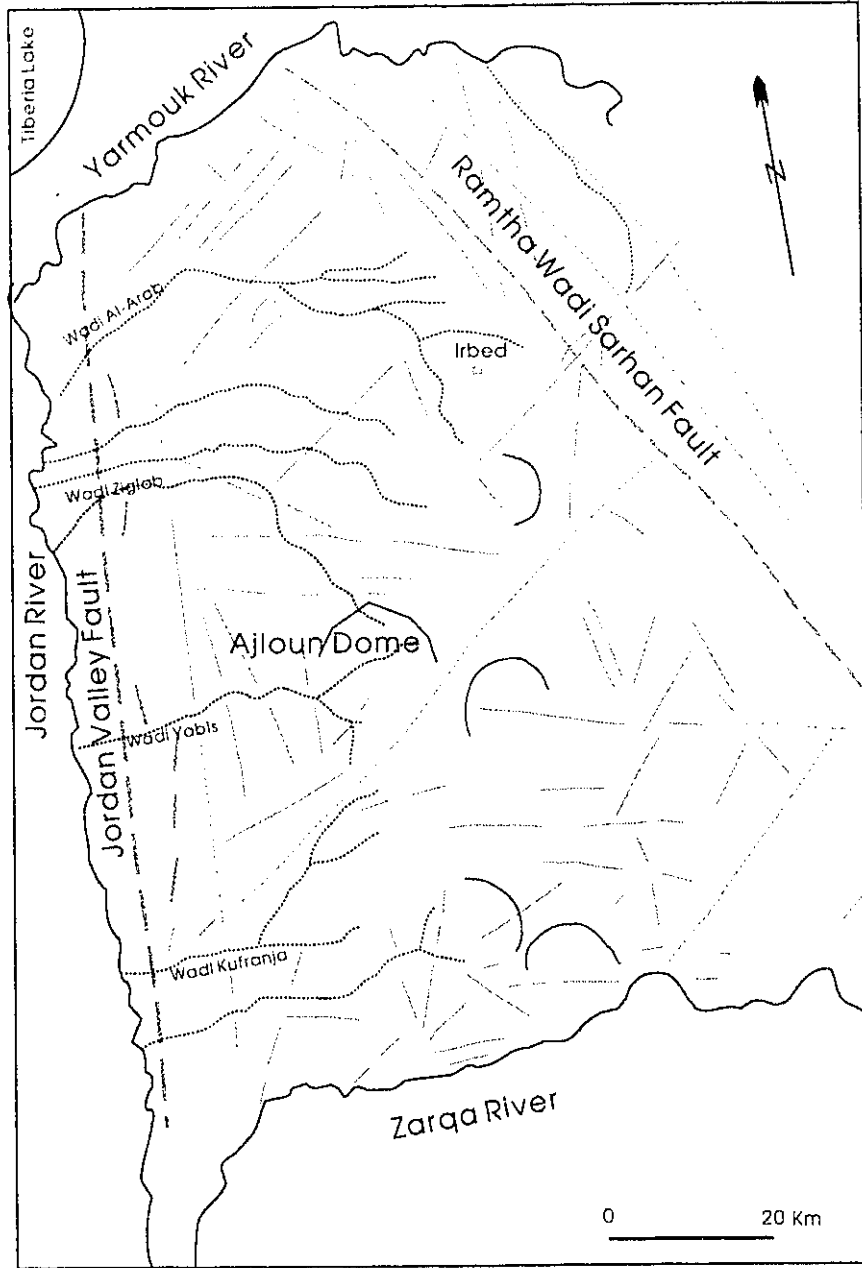 Tiberia Lake
Yarmouk River
N
Ramtha Wadi Sarhan Fault
Wadi Al-Arab
Irbed
Wadi Ziglab
Jordan River
Jordan Valley Fault
Ajloun Dome
Wadi Yabis
Wadi Kufranja
Zarqa River
0 20 Km